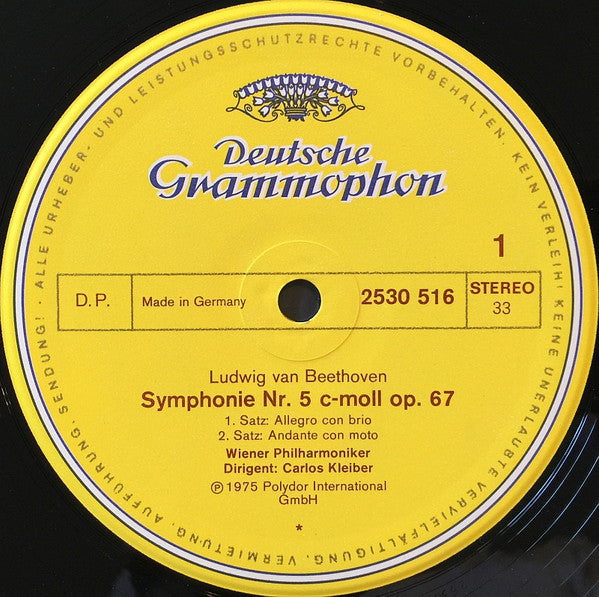 ALLE URHEBER- UND LEISTUNGSSCHUTZRECHTE VORBEHALTEN. KEIN VERLEIH! KEINE UNERLAUBTE VERVIELFÄLTIGUNG, VERMIETUNG, AUFFÜHRUNG, SENDUNG! ·
Deutsche
Grammophon
1
D.P.
Made in Germany
2530 516
STEREO
33
Ludwig van Beethoven
Symphonie Nr. 5 c-moll op. 67
1. Satz: Allegro con brio
2. Satz: Andante con moto
Wiener Philharmoniker
Dirigent: Carlos Kleiber
Ⓟ 1975 Polydor International
GmbH
*